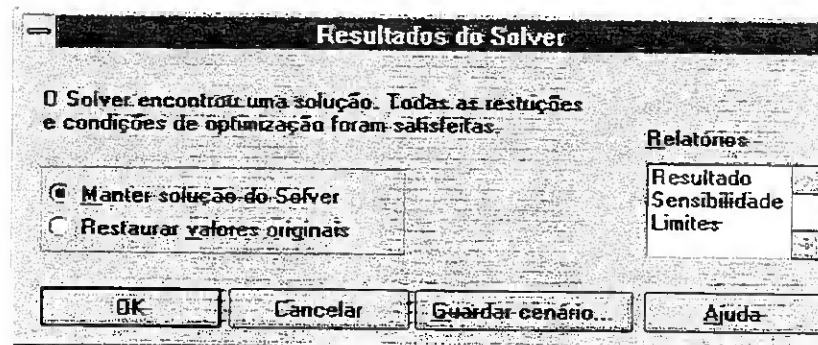 Resultados do Solver
O Solver encontrou uma solução. Todas as restrições
e condições de optimização foram satisfeitas.
Manter solução do Solver
Restaurar valores originais
Relatórios
Resultado
Sensibilidade
Limites
OK
Cancelar
Guardar cenário...
Ajuda